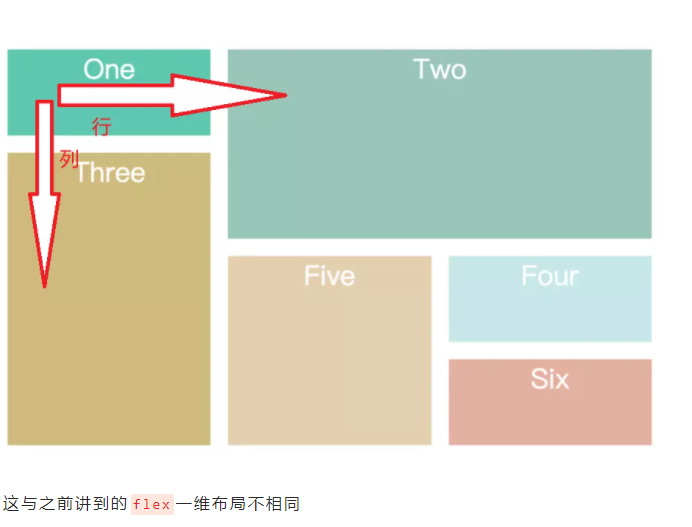 One
Two
行
列
Three
Five
Four
Six
这与之前讲到的 flex 一维布局不相同